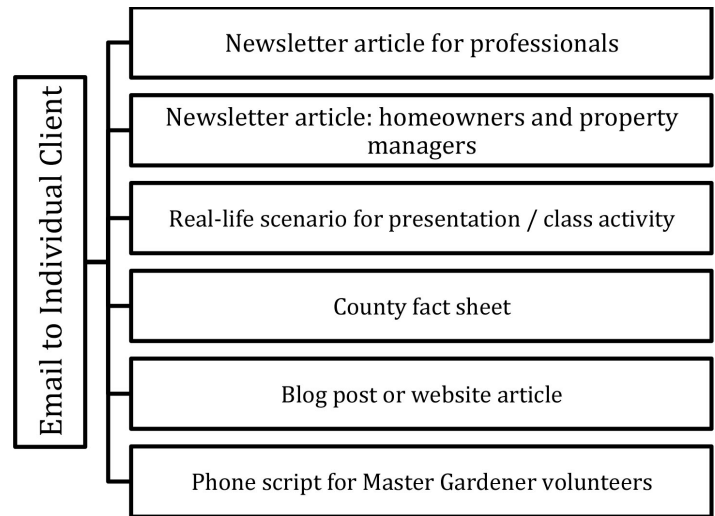 Email to Individual Client
Newsletter article for professionals
Newsletter article: homeowners and property
managers
Real-life scenario for presentation / class activity
County fact sheet
Blog post or website article
Phone script for Master Gardener volunteers